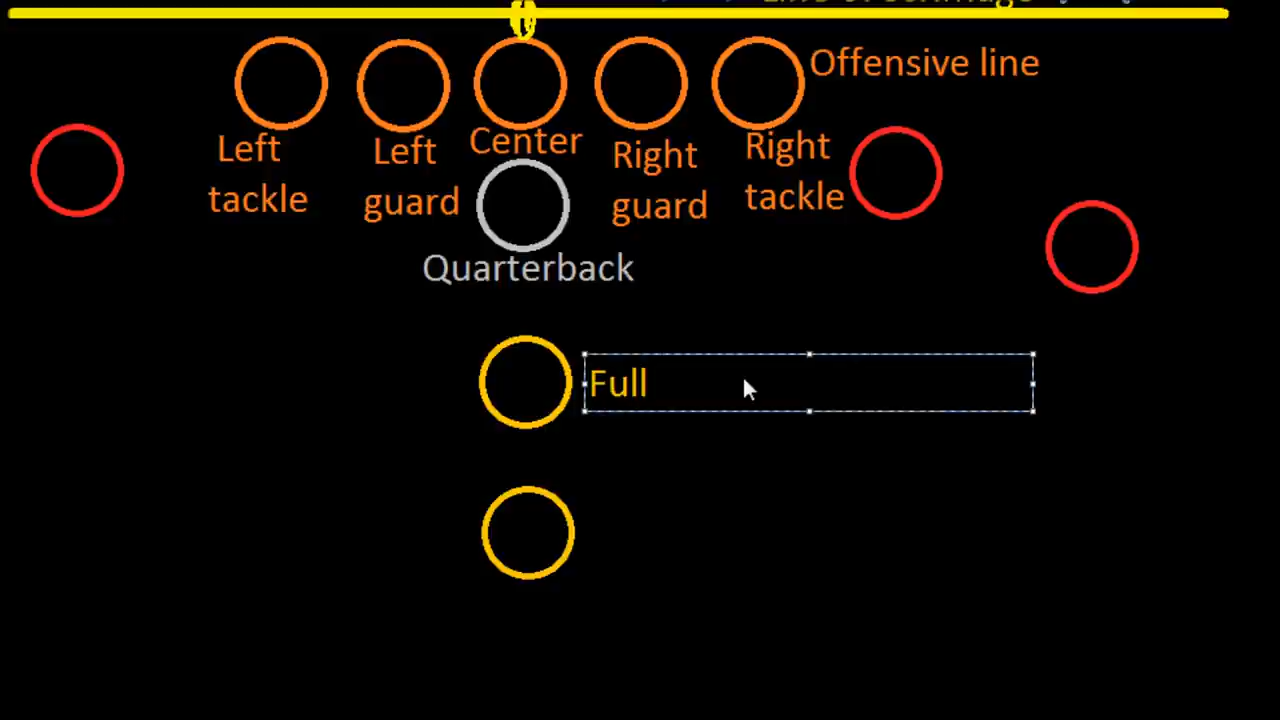 Offensive line
Center
Left
tackle
Left
guard
Right
guard
Right
tackle
Quarterback
Full